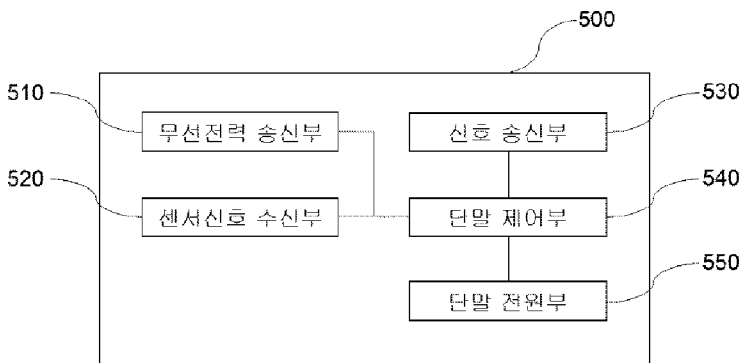 500
510
무선전력 송신부
신호 송신부
530
520
센서신호 수신부
단말 제어부
540
단말 전원부
550